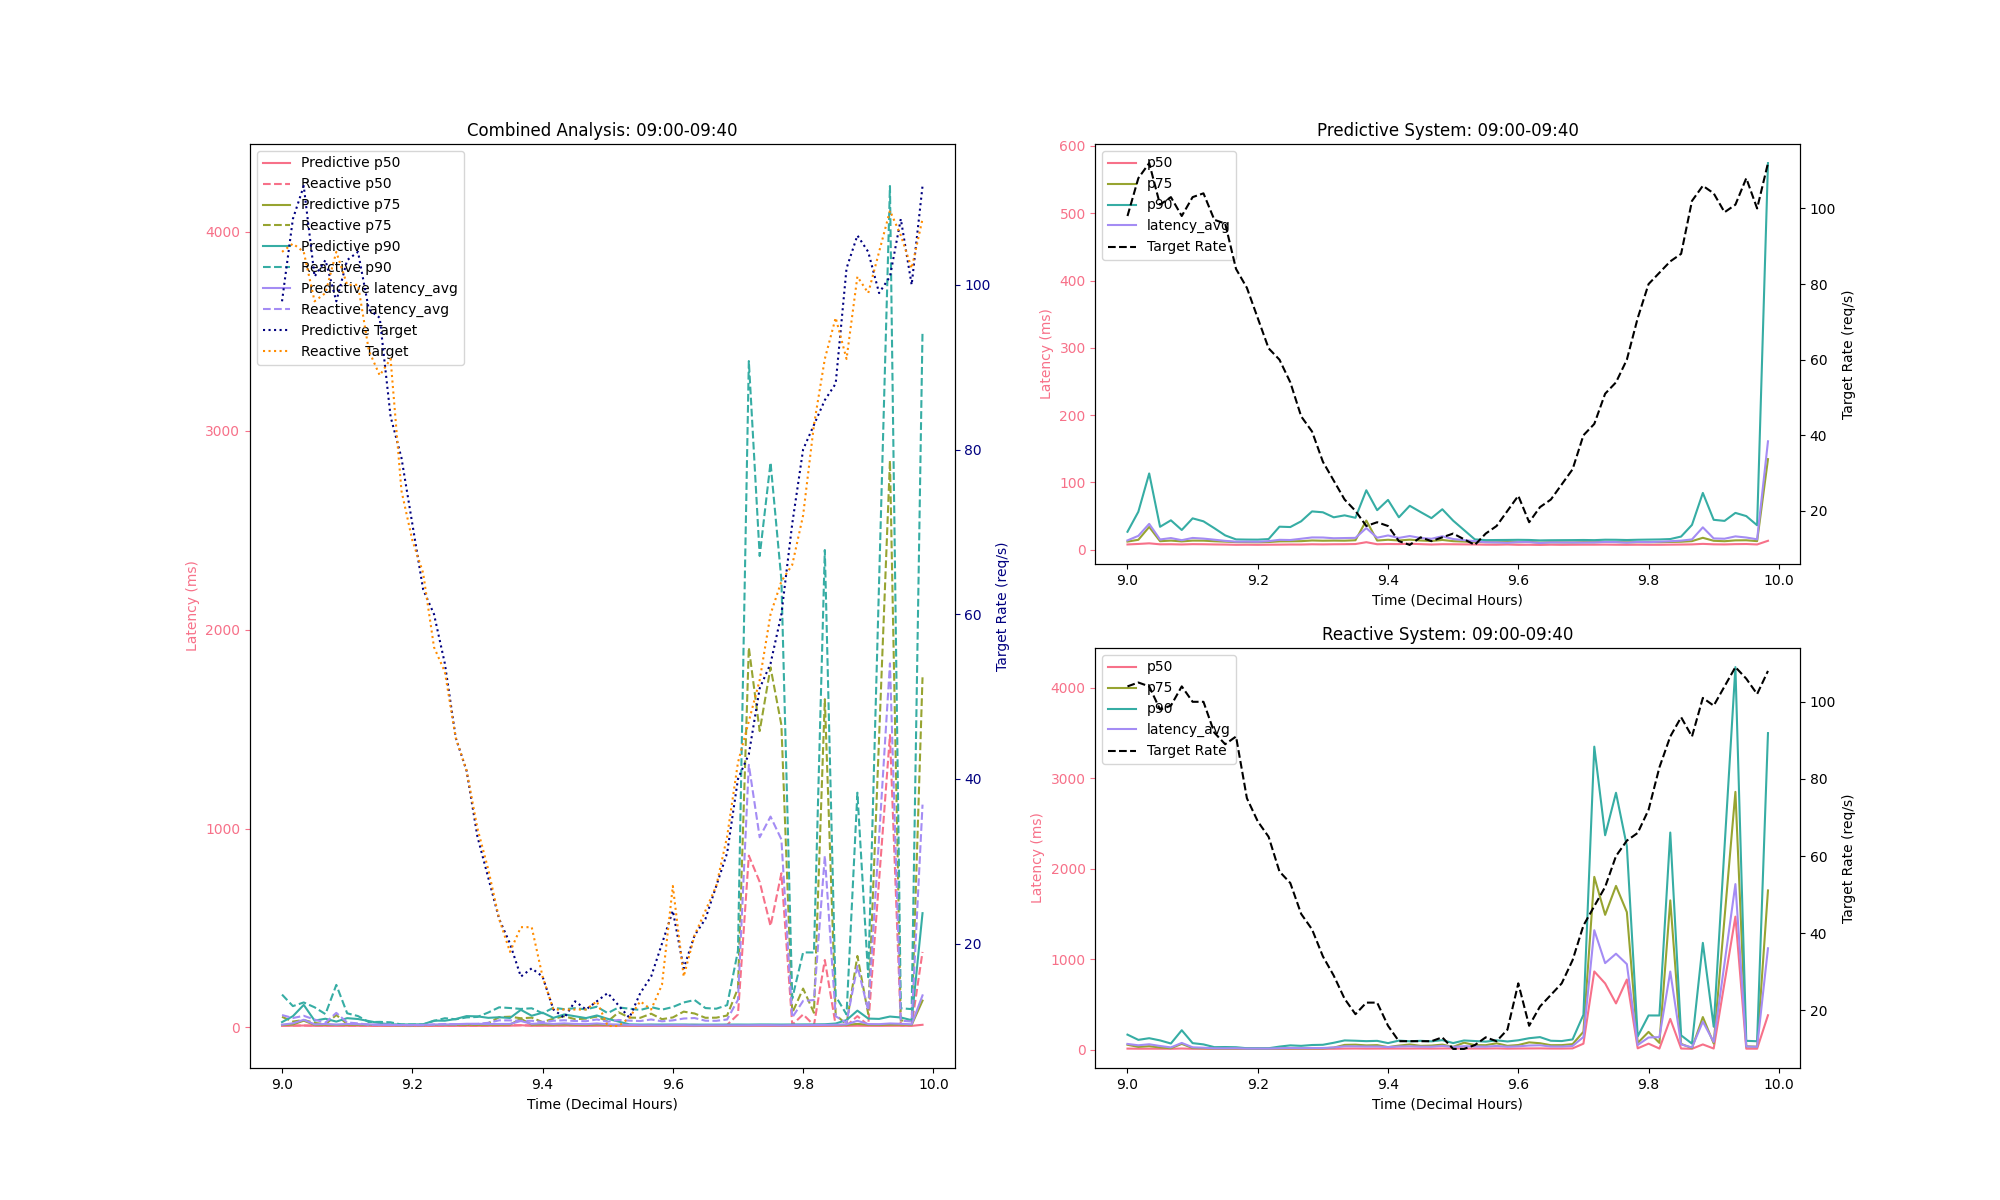 Combined Analysis: 09:00-09:40
Predictive p50
Reactive p50
Predictive p75
Reactive p75
Predictive p90
Reactive p90
Predictive latency_avg
Reactive latency_avg
Predictive Target
Reactive Target
4000
3000
2000
1000
0
Latency (ms)
100
80
60
40
20
Target Rate (req/s)
9.0 9.2 9.4 9.6 9.8 10.0
Time (Decimal Hours)
Predictive System: 09:00-09:40
p50
p75
p90
latency_avg
Target Rate
600
500
400
300
200
100
0
Latency (ms)
100
80
60
40
20
Target Rate (req/s)
9.0 9.2 9.4 9.6 9.8 10.0
Time (Decimal Hours)
Reactive System: 09:00-09:40
p50
p75
p90
latency_avg
Target Rate
4000
3000
2000
1000
0
Latency (ms)
100
80
60
40
20
Target Rate (req/s)
9.0 9.2 9.4 9.6 9.8 10.0
Time (Decimal Hours)